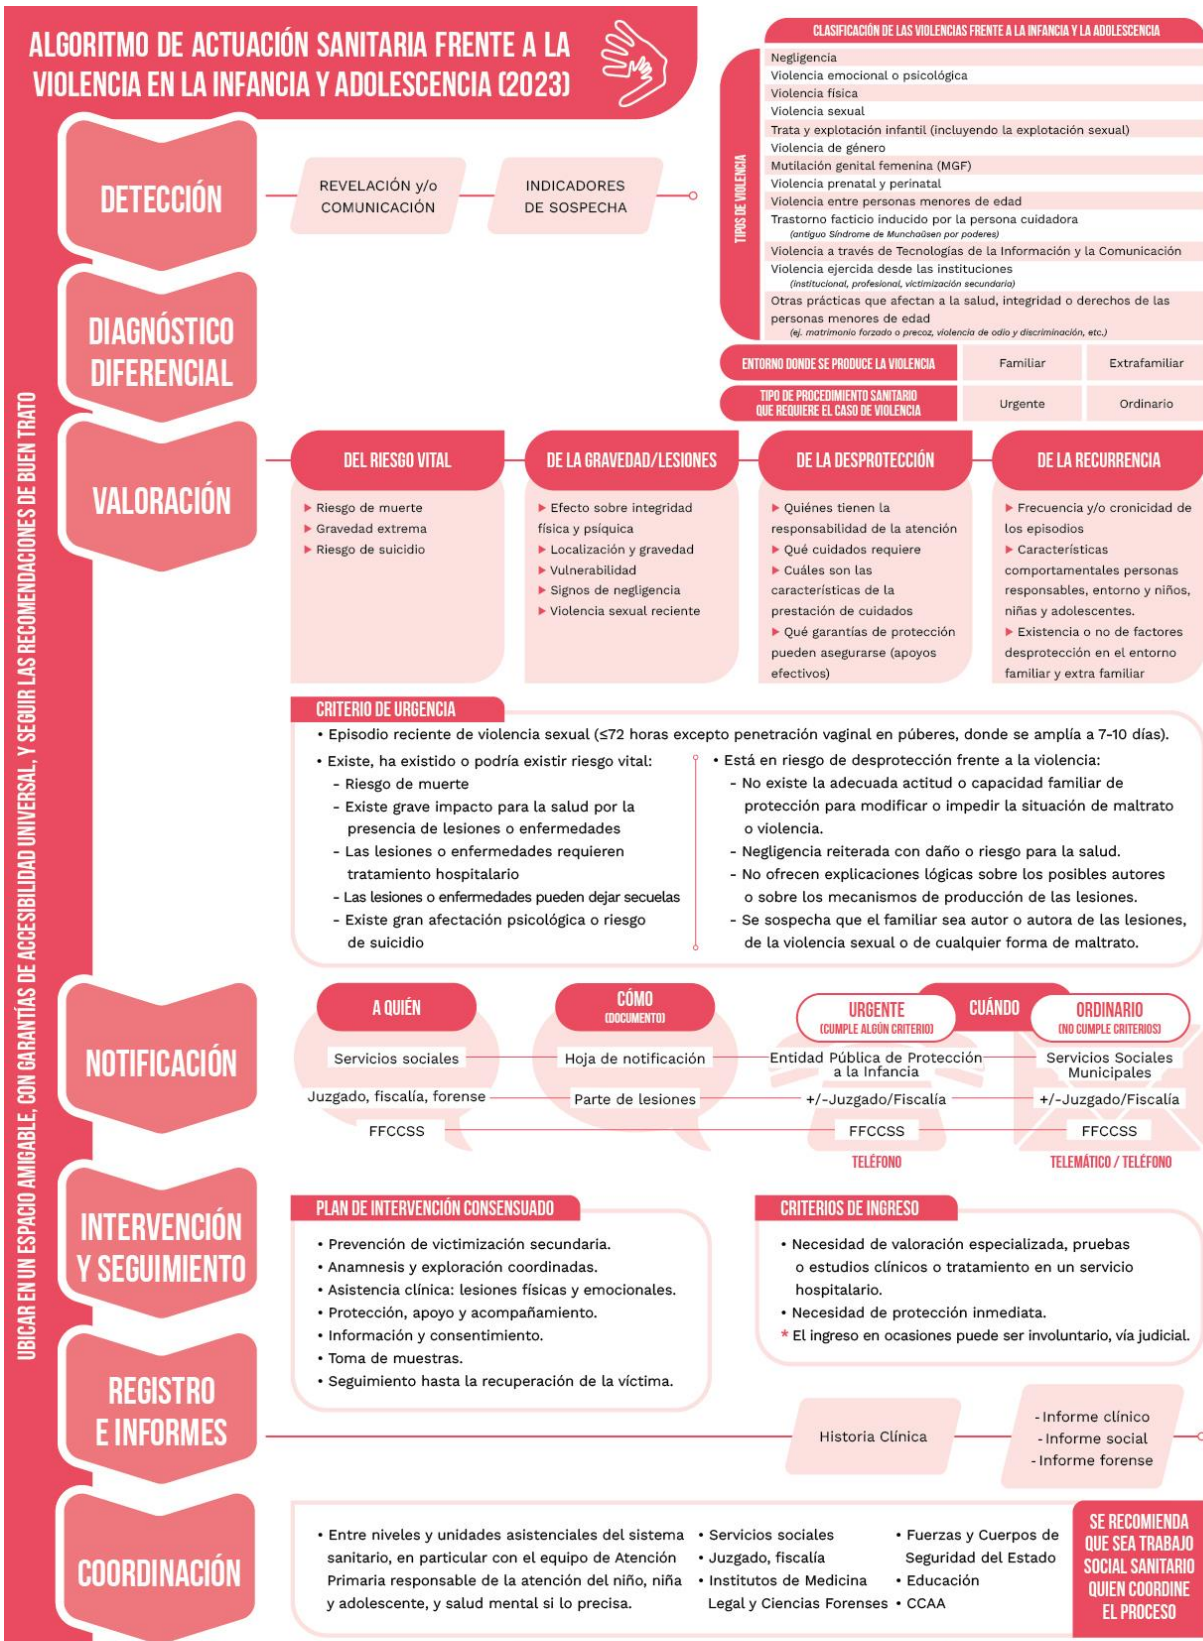 ALGORITMO DE ACTUACIÓN SANITARIA FRENTE A LA
VIOLENCIA EN LA INFANCIA Y ADOLESCENCIA (2023)
CLASIFICACIÓN DE LAS VIOLENCIAS FRENTE A LA INFANCIA Y LA ADOLESCENCIA
TIPOS DE VIOLENCIA
Negligencia
Violencia emocional o psicológica
Violencia física
Violencia sexual
Trata y explotación infantil (incluyendo la explotación sexual)
Violencia de género
Mutilación genital femenina (MGF)
Violencia prenatal y perinatal
Violencia entre personas menores de edad
Trastorno facticio inducido por la persona cuidadora
(antiguo Síndrome de Munchaüsen por poderes)
Violencia a través de Tecnologías de la Información y la Comunicación
Violencia ejercida desde las instituciones
(institucional, profesional, victimización secundaria)
Otras prácticas que afectan a la salud, integridad o derechos de las
personas menores de edad
(ej. matrimonio forzado o precoz, violencia de odio y discriminación, etc.)
ENTORNO DONDE SE PRODUCE LA VIOLENCIA
Familiar
Extrafamiliar
TIPO DE PROCEDIMIENTO SANITARIO
QUE REQUIERE EL CASO DE VIOLENCIA
Urgente
Ordinario
UBICAR EN UN ESPACIO AMIGABLE, CON GARANTÍAS DE ACCESIBILIDAD UNIVERSAL, Y SEGUIR LAS RECOMENDACIONES DE BUEN TRATO
DETECCIÓN
REVELACIÓN y/o
COMUNICACIÓN
INDICADORES
DE SOSPECHA
DIAGNÓSTICO
DIFERENCIAL
VALORACIÓN
DEL RIESGO VITAL
▶ Riesgo de muerte
▶ Gravedad extrema
▶ Riesgo de suicidio
DE LA GRAVEDAD/LESIONES
▶ Efecto sobre integridad
física y psíquica
▶ Localización y gravedad
▶ Vulnerabilidad
▶ Signos de negligencia
▶ Violencia sexual reciente
DE LA DESPROTECCIÓN
▶ Quiénes tienen la
responsabilidad de la atención
▶ Qué cuidados requiere
▶ Cuáles son las
características de la
prestación de cuidados
▶ Qué garantías de protección
pueden asegurarse (apoyos
efectivos)
DE LA RECURRENCIA
▶ Frecuencia y/o cronicidad de
los episodios
▶ Características
comportamentales personas
responsables, entorno y niños,
niñas y adolescentes.
▶ Existencia o no de factores
desprotección en el entorno
familiar y extra familiar
CRITERIO DE URGENCIA
• Episodio reciente de violencia sexual (≤72 horas excepto penetración vaginal en púberes, donde se amplía a 7-10 días).
• Existe, ha existido o podría existir riesgo vital:
- Riesgo de muerte
- Existe grave impacto para la salud por la
presencia de lesiones o enfermedades
- Las lesiones o enfermedades requieren
tratamiento hospitalario
- Las lesiones o enfermedades pueden dejar secuelas
- Existe gran afectación psicológica o riesgo
de suicidio
• Está en riesgo de desprotección frente a la violencia:
- No existe la adecuada actitud o capacidad familiar de
protección para modificar o impedir la situación de maltrato
o violencia.
- Negligencia reiterada con daño o riesgo para la salud.
- No ofrecen explicaciones lógicas sobre los posibles autores
o sobre los mecanismos de producción de las lesiones.
- Se sospecha que el familiar sea autor o autora de las lesiones,
de la violencia sexual o de cualquier forma de maltrato.
NOTIFICACIÓN
A QUIÉN
CÓMO
(DOCUMENTO)
URGENTE
(CUMPLE ALGÚN CRITERIO)
CUÁNDO
ORDINARIO
(NO CUMPLE CRITERIOS)
Servicios sociales
Hoja de notificación
Entidad Pública de Protección
a la Infancia
Servicios Sociales
Municipales
Juzgado, fiscalía, forense
Parte de lesiones
+/-Juzgado/Fiscalía
+/-Juzgado/Fiscalía
FFCCSS
FFCCSS
FFCCSS
TELÉFONO
TELEMÁTICO / TELÉFONO
INTERVENCIÓN
Y SEGUIMIENTO
PLAN DE INTERVENCIÓN CONSENSUADO
• Prevención de victimización secundaria.
• Anamnesis y exploración coordinadas.
• Asistencia clínica: lesiones físicas y emocionales.
• Protección, apoyo y acompañamiento.
• Información y consentimiento.
• Toma de muestras.
• Seguimiento hasta la recuperación de la víctima.
CRITERIOS DE INGRESO
• Necesidad de valoración especializada, pruebas
o estudios clínicos o tratamiento en un servicio
hospitalario.
• Necesidad de protección inmediata.
* El ingreso en ocasiones puede ser involuntario, vía judicial.
REGISTRO
E INFORMES
Historia Clínica
- Informe clínico
- Informe social
- Informe forense
COORDINACIÓN
• Entre niveles y unidades asistenciales del sistema
sanitario, en particular con el equipo de Atención
Primaria responsable de la atención del niño, niña
y adolescente, y salud mental si lo precisa.
• Servicios sociales
• Juzgado, fiscalía
• Institutos de Medicina
Legal y Ciencias Forenses
• Fuerzas y Cuerpos de
Seguridad del Estado
• Educación
• CCAA
SE RECOMIENDA
QUE SEA TRABAJO
SOCIAL SANITARIO
QUIEN COORDINE
EL PROCESO